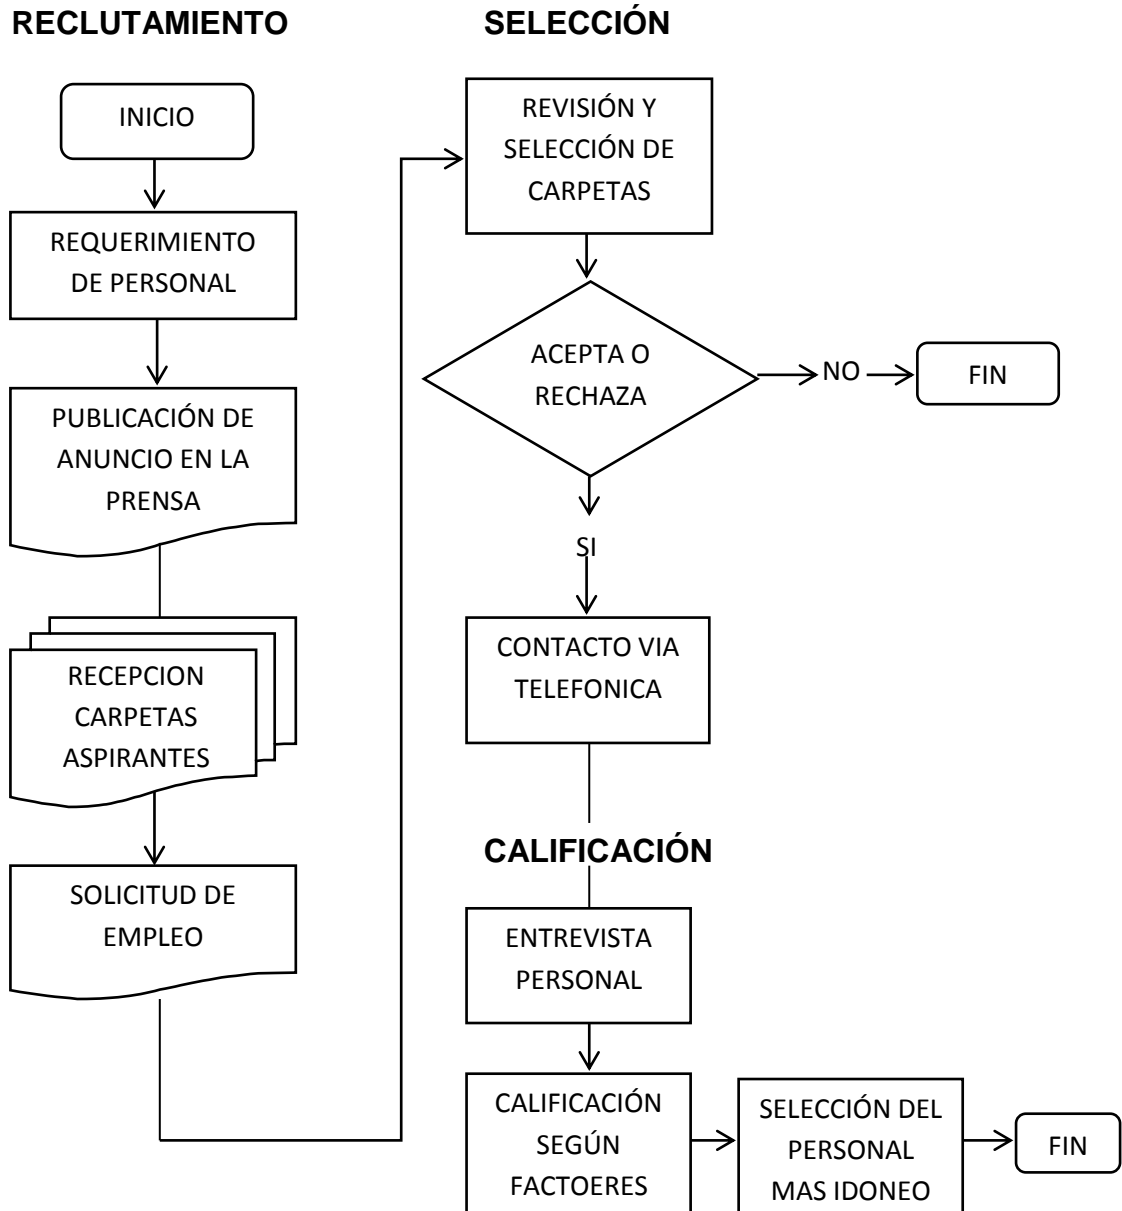 RECLUTAMIENTO
INICIO
REQUERIMIENTO
DE PERSONAL
PUBLICACIÓN DE
ANUNCIO EN LA
PRENSA
RECEPCION
CARPETAS
ASPIRANTES
SOLICITUD DE
EMPLEO
SELECCIÓN
REVISIÓN Y
SELECCIÓN DE
CARPETAS
ACEPTA O
RECHAZA
NO
FIN
SI
CONTACTO VIA
TELEFONICA
CALIFICACIÓN
ENTREVISTA
PERSONAL
CALIFICACIÓN
SEGÚN
FACTOERES
SELECCIÓN DEL
PERSONAL
MAS IDONEO
FIN